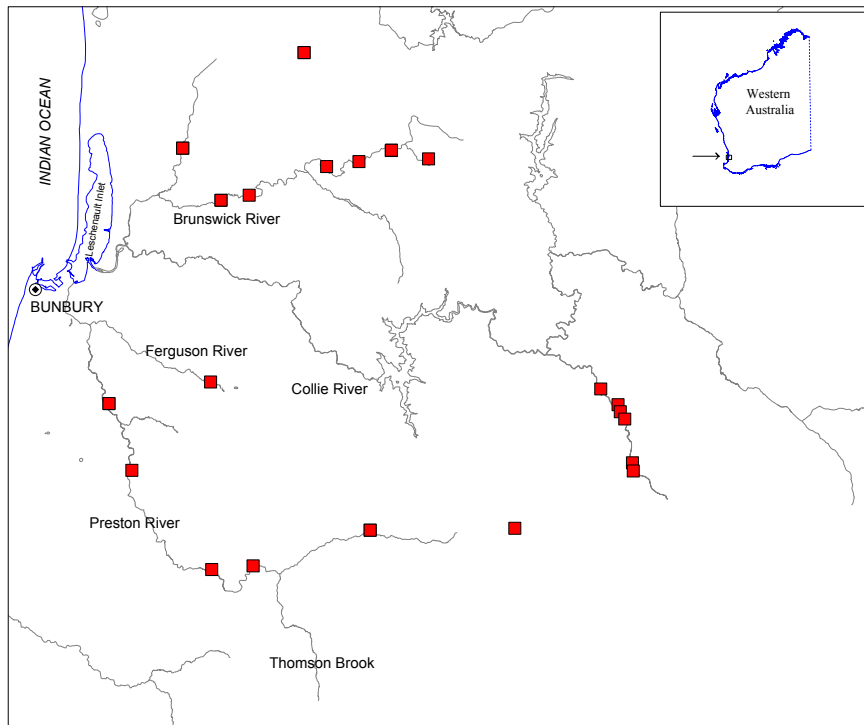 INDIAN OCEAN
Leschenault Inlet
Western
Australia
Brunswick River
BUNBURY
Ferguson River
Collie River
Preston River
Thomson Brook